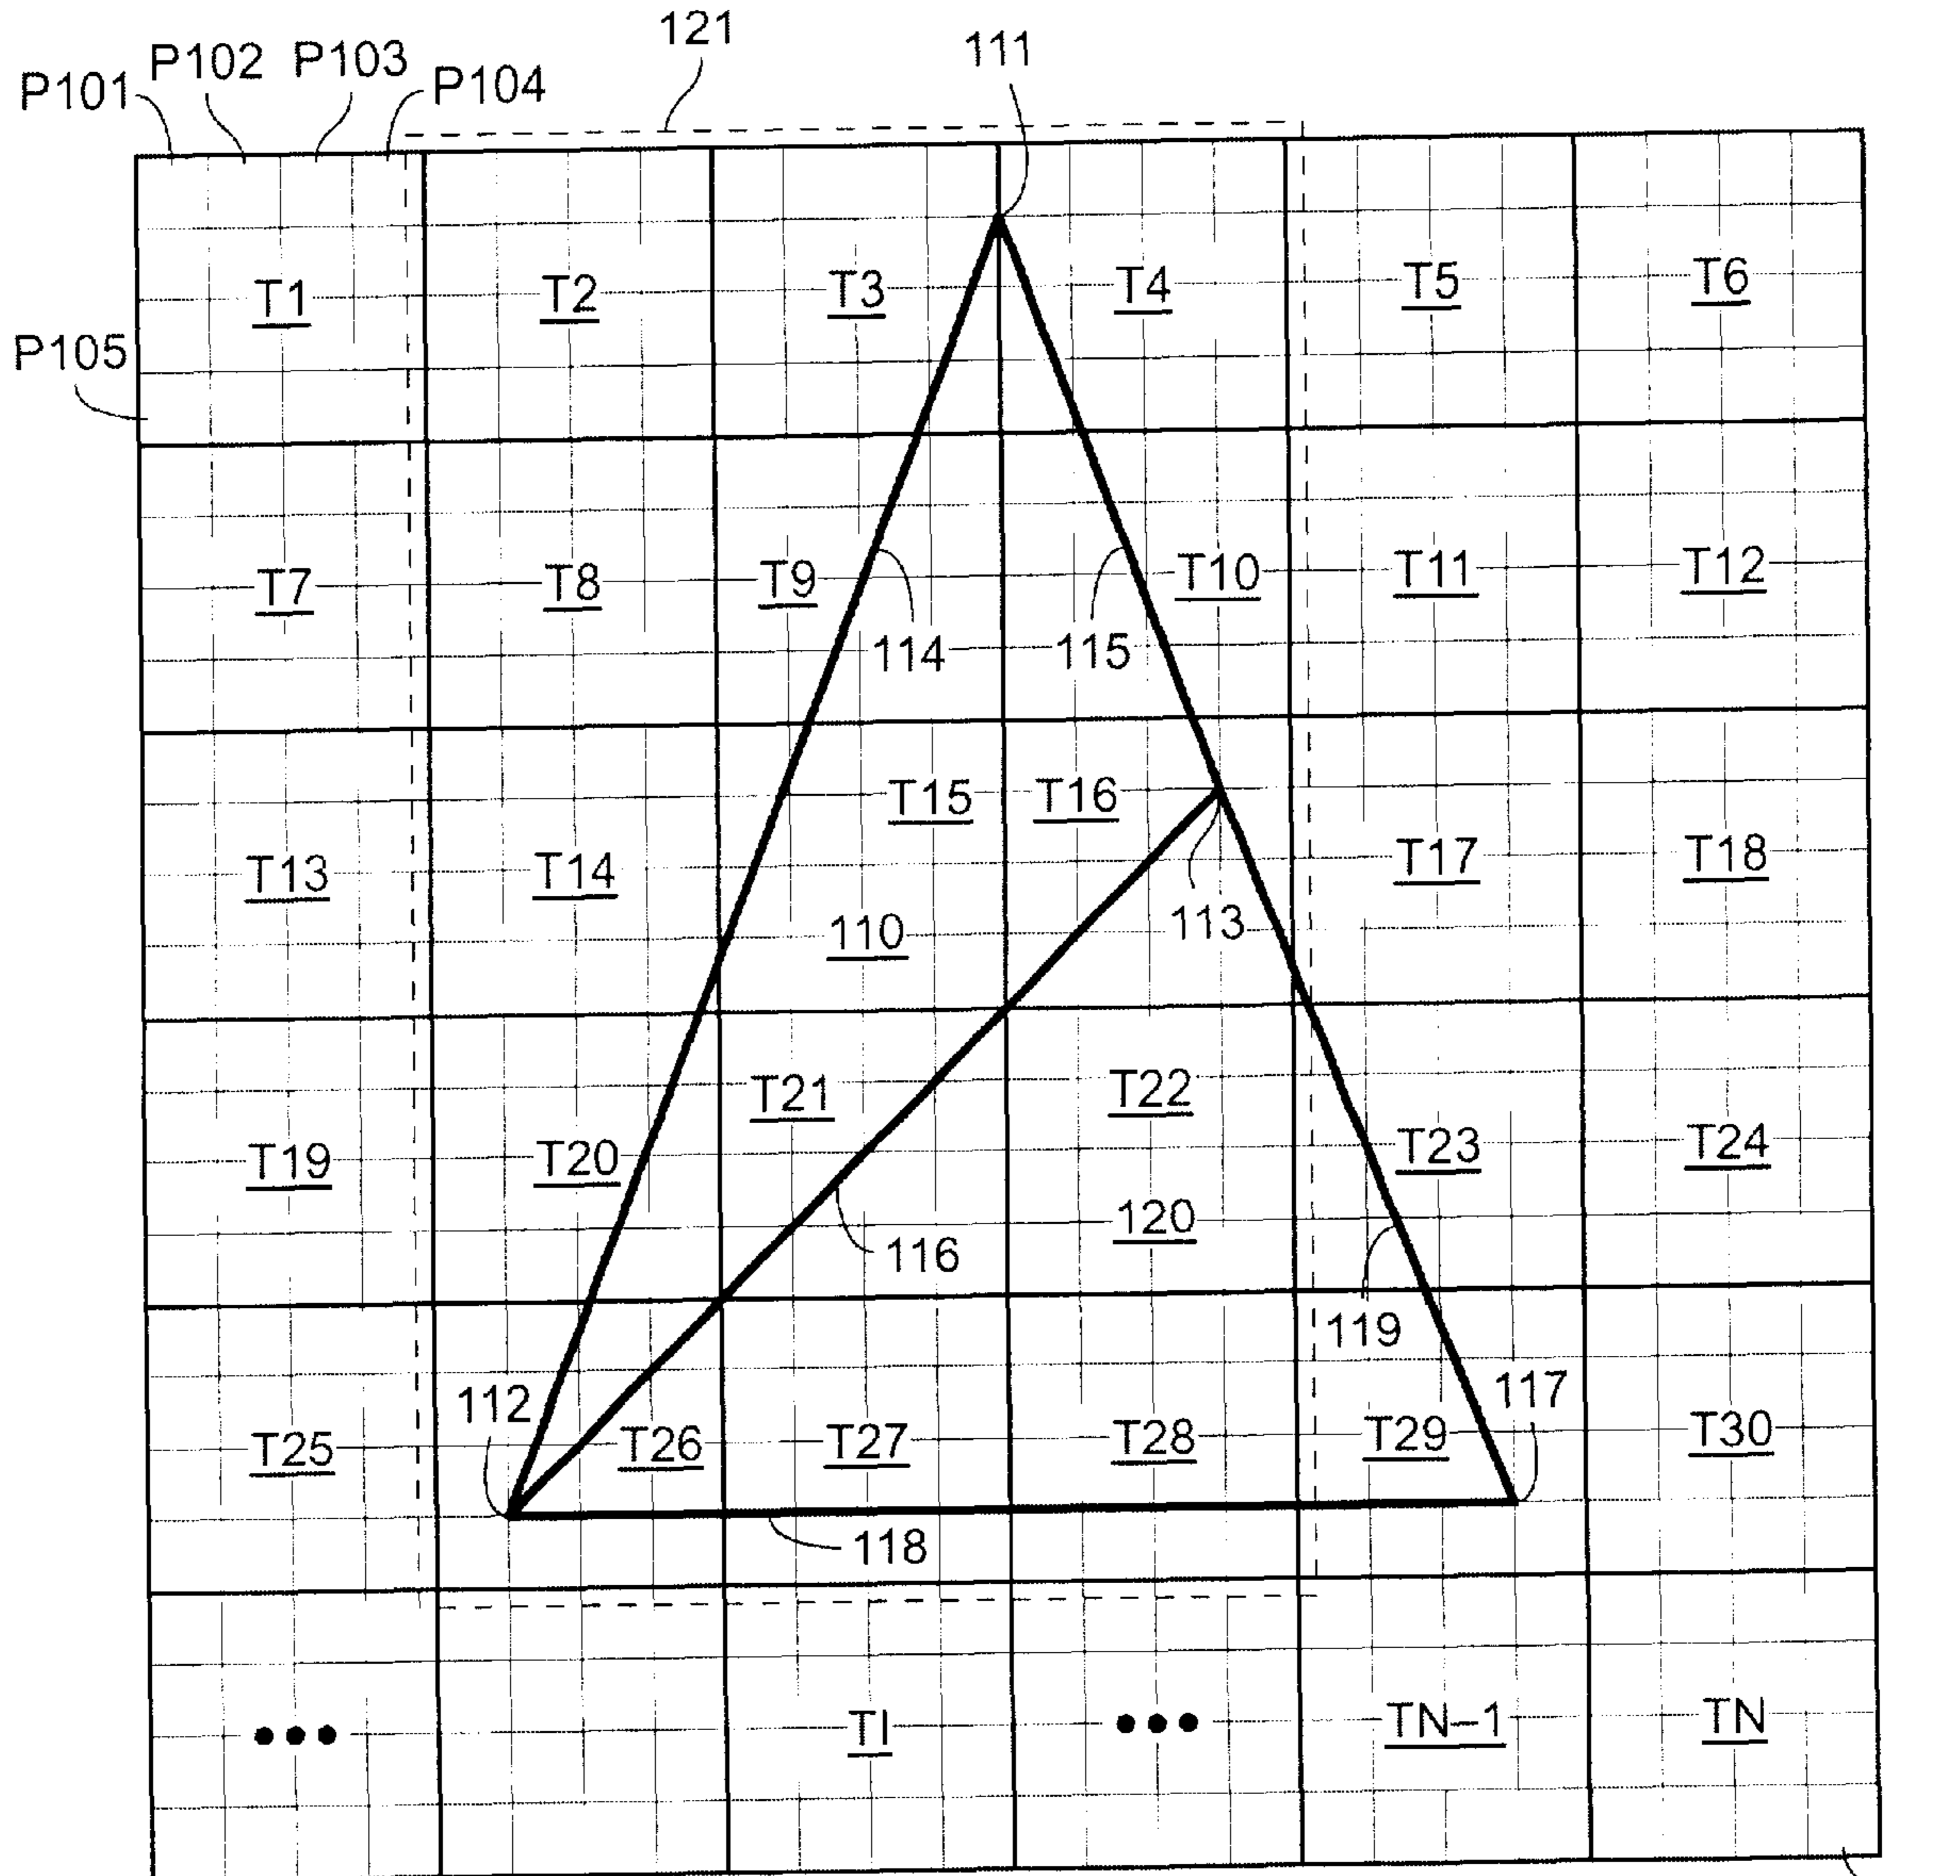 121
111
P101 P102 P103 P104
T1 T2 T3 T4 T5 T6
P105
T7 T8 T9 T10 T11 T12
114 115
T13 T14 T15 T16 T17 T18
110 113
T19 T20 T21 T22 T23 T24
120
116
119
112 117
T25 T26 T27 T28 T29 T30
118
••• TI ••• TN–1 TN